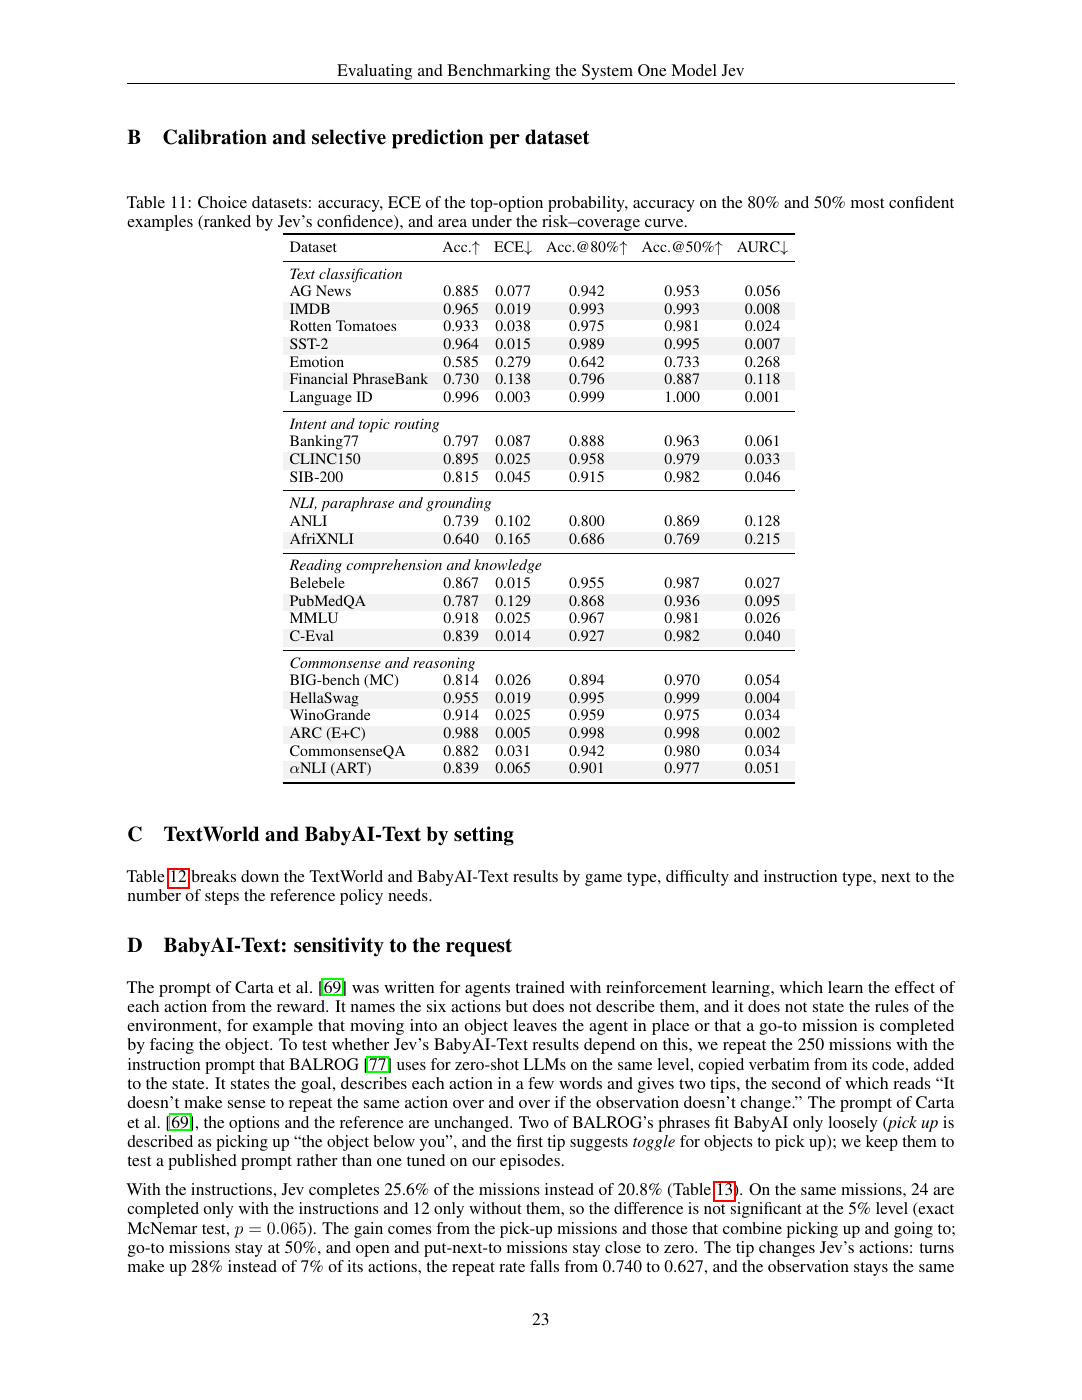 Evaluating and Benchmarking the System One Model Jev
B Calibration and selective prediction per dataset
Table 11: Choice datasets: accuracy, ECE of the top-option probability, accuracy on the 80% and 50% most confident
examples (ranked by Jev's confidence), and area under the risk–coverage curve.
Dataset Acc.↑ ECE↓ Acc.@80%↑ Acc.@50%↑ AURC↓
Text classification
AG News 0.885 0.077 0.942 0.953 0.056
IMDB 0.965 0.019 0.993 0.993 0.008
Rotten Tomatoes 0.933 0.038 0.975 0.981 0.024
SST-2 0.964 0.015 0.989 0.995 0.007
Emotion 0.585 0.279 0.642 0.733 0.268
Financial PhraseBank 0.730 0.138 0.796 0.887 0.118
Language ID 0.996 0.003 0.999 1.000 0.001
Intent and topic routing
Banking77 0.797 0.087 0.888 0.963 0.061
CLINC150 0.895 0.025 0.958 0.979 0.033
SIB-200 0.815 0.045 0.915 0.982 0.046
NLI, paraphrase and grounding
ANLI 0.739 0.102 0.800 0.869 0.128
AfriXNLI 0.640 0.165 0.686 0.769 0.215
Reading comprehension and knowledge
Belebele 0.867 0.015 0.955 0.987 0.027
PubMedQA 0.787 0.129 0.868 0.936 0.095
MMLU 0.918 0.025 0.967 0.981 0.026
C-Eval 0.839 0.014 0.927 0.982 0.040
Commonsense and reasoning
BIG-bench (MC) 0.814 0.026 0.894 0.970 0.054
HellaSwag 0.955 0.019 0.995 0.999 0.004
WinoGrande 0.914 0.025 0.959 0.975 0.034
ARC (E+C) 0.988 0.005 0.998 0.998 0.002
CommonsenseQA 0.882 0.031 0.942 0.980 0.034
αNLI (ART) 0.839 0.065 0.901 0.977 0.051
C TextWorld and BabyAI-Text by setting
Table 12 breaks down the TextWorld and BabyAI-Text results by game type, difficulty and instruction type, next to the
number of steps the reference policy needs.
D BabyAI-Text: sensitivity to the request
The prompt of Carta et al. [69] was written for agents trained with reinforcement learning, which learn the effect of
each action from the reward. It names the six actions but does not describe them, and it does not state the rules of the
environment, for example that moving into an object leaves the agent in place or that a go-to mission is completed
by facing the object. To test whether Jev's BabyAI-Text results depend on this, we repeat the 250 missions with the
instruction prompt that BALROG [77] uses for zero-shot LLMs on the same level, copied verbatim from its code, added
to the state. It states the goal, describes each action in a few words and gives two tips, the second of which reads “It
doesn't make sense to repeat the same action over and over if the observation doesn't change.” The prompt of Carta
et al. [69], the options and the reference are unchanged. Two of BALROG's phrases fit BabyAI only loosely (pick up is
described as picking up “the object below you”, and the first tip suggests toggle for objects to pick up); we keep them to
test a published prompt rather than one tuned on our episodes.
With the instructions, Jev completes 25.6% of the missions instead of 20.8% (Table 13). On the same missions, 24 are
completed only with the instructions and 12 only without them, so the difference is not significant at the 5% level (exact
McNemar test, p = 0.065). The gain comes from the pick-up missions and those that combine picking up and going to;
go-to missions stay at 50%, and open and put-next-to missions stay close to zero. The tip changes Jev's actions: turns
make up 28% instead of 7% of its actions, the repeat rate falls from 0.740 to 0.627, and the observation stays the same
23